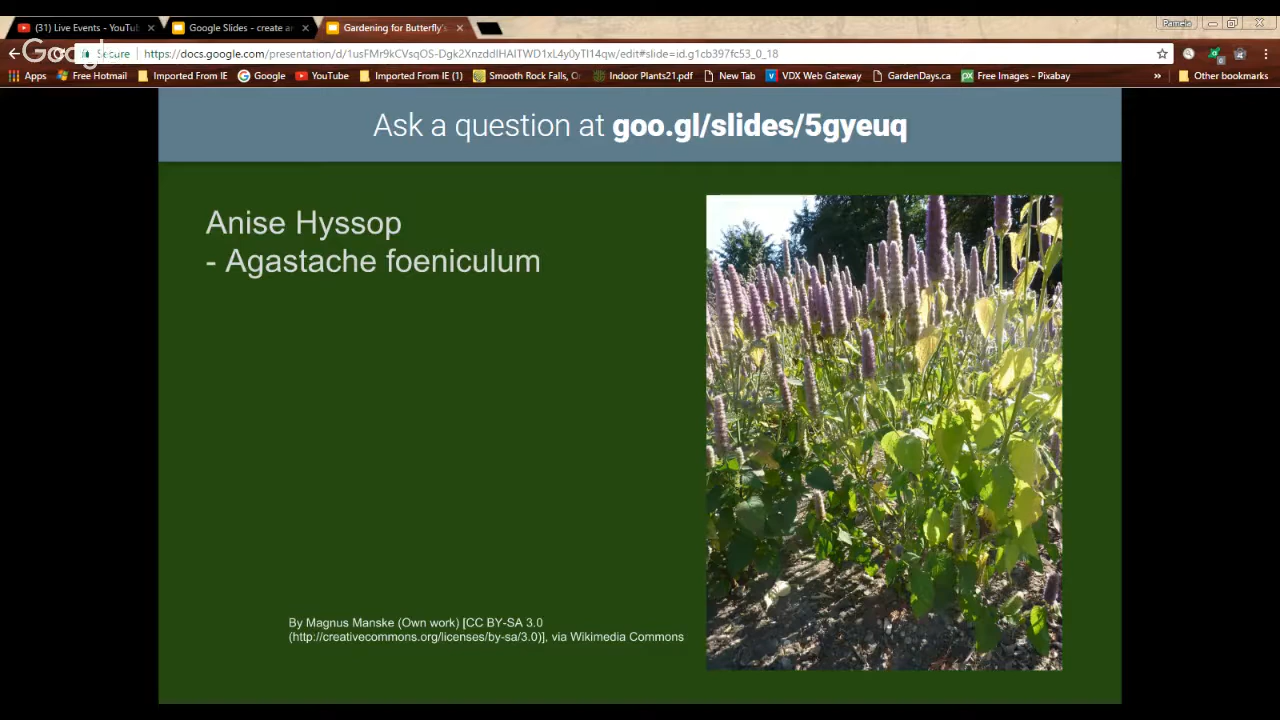 (31) Live Events - YouTu
Google Slides - create a
Gardening for Butterfly's
Pamela
Secure
https://docs.google.com/presentation/d/1usFMr9kCVsqOS-Dgk2XnzddIHAITWD1xL4y0yTI14qw/edit#slide=id.g1cb397fc53_0_18
Apps
Free Hotmail
Imported From IE
Google
YouTube
Imported From IE (1)
Smooth Rock Falls, O
Indoor Plants21.pdf
New Tab
VDX Web Gateway
GardenDays.ca
Free Images - Pixabay
»
Other bookmarks
Ask a question at goo.gl/slides/5gyeuq
Anise Hyssop
- Agastache foeniculum
By Magnus Manske (Own work) [CC BY-SA 3.0
(http://creativecommons.org/licenses/by-sa/3.0)], via Wikimedia Commons